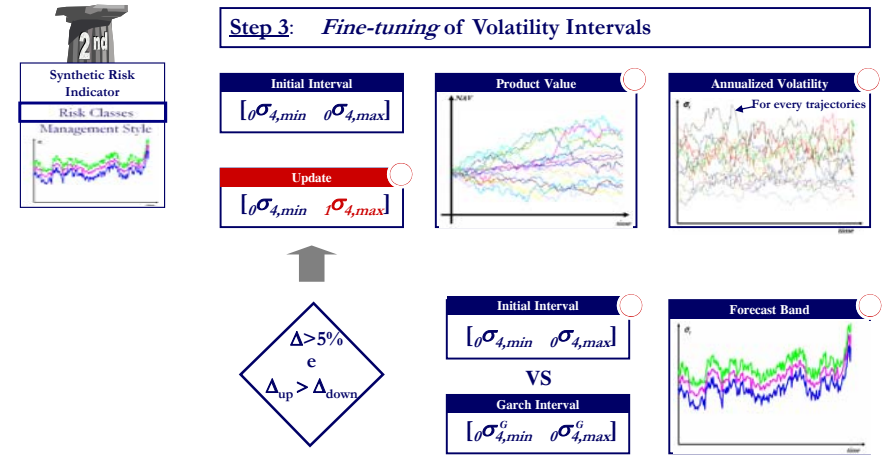 2nd
Synthetic Risk
Indicator
Risk Classes
Management Style
Step 3: Fine-tuning of Volatility Intervals
Initial Interval
[0σ4,min 0σ4,max]
Product Value
NAV
time
Annualized Volatility
σt
For every trajectories
time
Update
[0σ4,min 1σ4,max]
Δ>5%
e
Δup > Δdown
Initial Interval
[0σ4,min 0σ4,max]
VS
Garch Interval
[0σG4,min 0σG4,max]
Forecast Band
σt
time